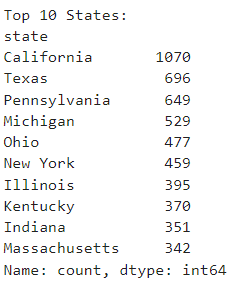 Top 10 States:
state
California       1070
Texas             696
Pennsylvania      649
Michigan          529
Ohio              477
New York          459
Illinois          395
Kentucky          370
Indiana           351
Massachusetts     342
Name: count, dtype: int64